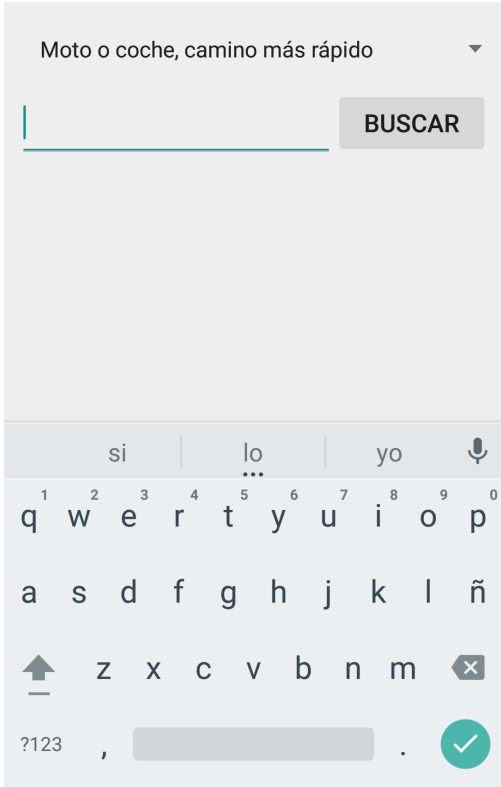 Moto o coche, camino más rápido
BUSCAR
si lo yo
1 2 3 4 5 6 7 8 9 0
q w e r t y u i o p
a s d f g h j k l ñ
z x c v b n m
?123 , .